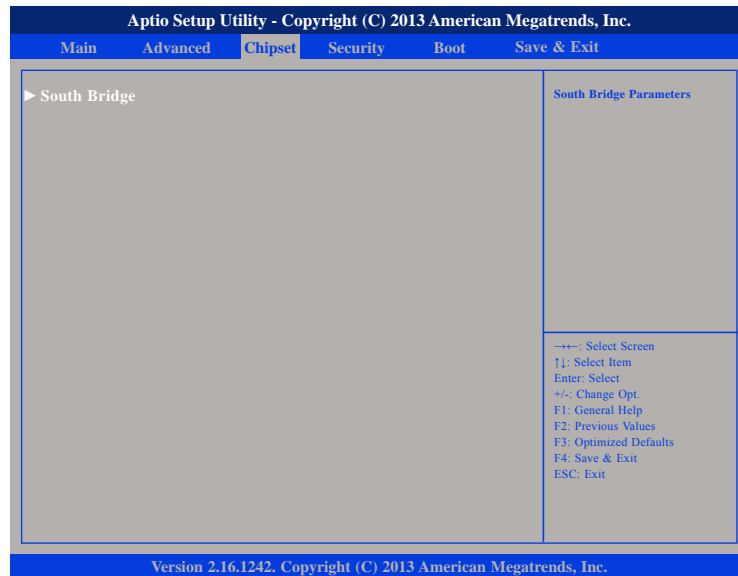 Aptio Setup Utility - Copyright (C) 2013 American Megatrends, Inc.
Main Advanced Chipset Security Boot Save & Exit
► South Bridge
South Bridge Parameters
→←: Select Screen
↑↓: Select Item
Enter: Select
+/-: Change Opt.
F1: General Help
F2: Previous Values
F3: Optimized Defaults
F4: Save & Exit
ESC: Exit
Version 2.16.1242. Copyright (C) 2013 American Megatrends, Inc.